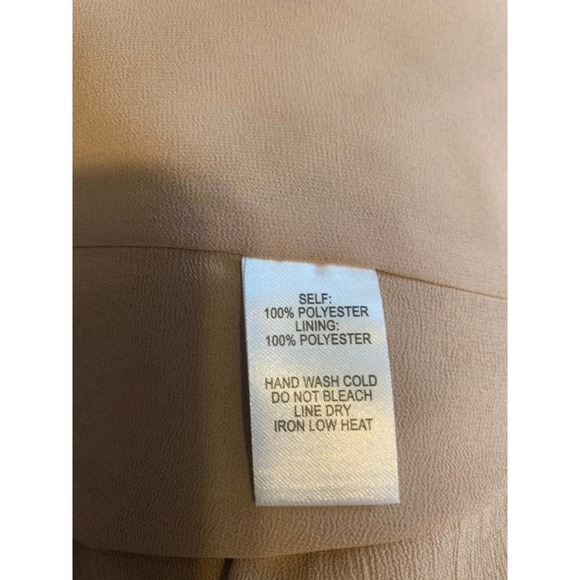 SELF:
100% POLYESTER
LINING:
100% POLYESTER
HAND WASH COLD
DO NOT BLEACH
LINE DRY
IRON LOW HEAT